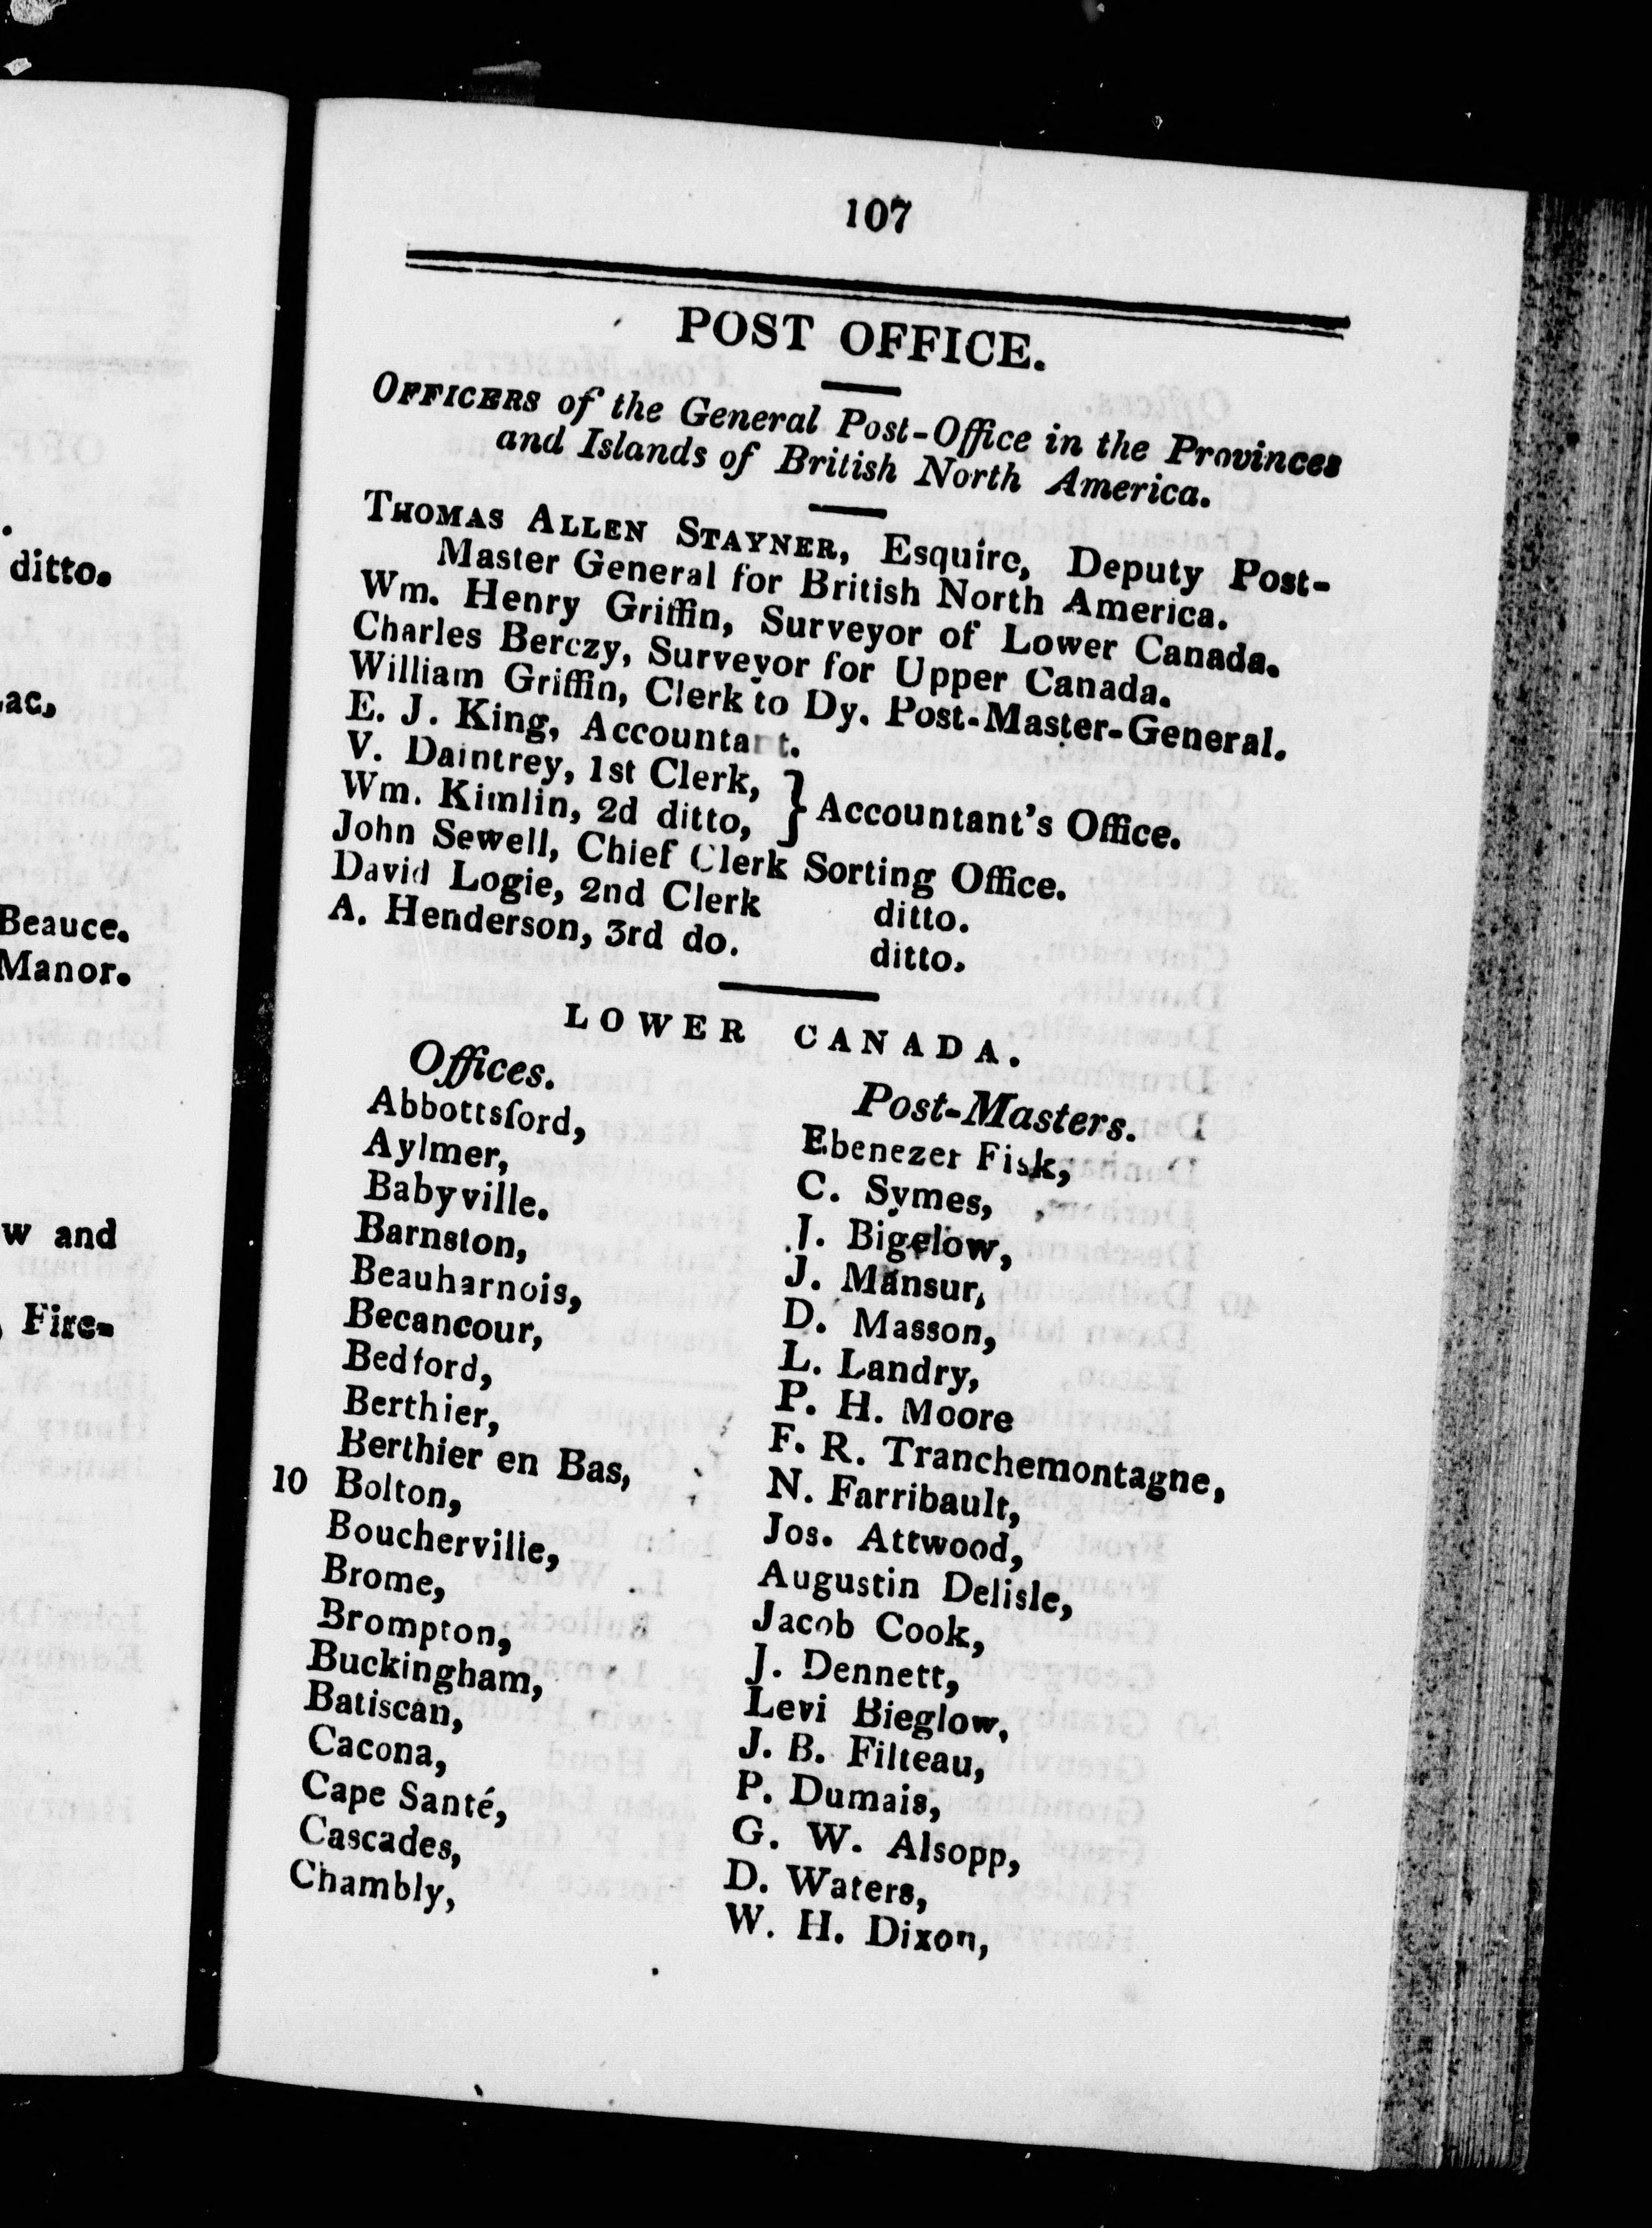 ditto.
ac,
Beauce.
Manor.
w and
Fire-
107
POST OFFICE.
OFFICERS of the General Post-Office in the Provinces
and Islands of British North America.
THOMAS ALLEN STAYNER, Esquire, Deputy Post-
Master General for British North America.
Wm. Henry Griffin, Surveyor of Lower Canada.
Charles Berczy, Surveyor for Upper Canada.
William Griffin, Clerk to Dy. Post-Master-General.
E. J. King, Accountant.
V. Daintrey, 1st Clerk,
Wm. Kimlin, 2d ditto, } Accountant's Office.
John Sewell, Chief Clerk Sorting Office.
David Logie, 2nd Clerk ditto.
A. Henderson, 3rd do. ditto.
LOWER CANADA.
Offices. Post-Masters.
Abbottsford, Ebenezer Fisk,
Aylmer, C. Symes,
Babyville. J. Bigelow,
Barnston, J. Mansur,
Beauharnois, D. Masson,
Becancour, L. Landry,
Bedford, P. H. Moore
Berthier, F. R. Tranchemontagne,
Berthier en Bas, N. Farribault,
10 Bolton, Jos. Attwood,
Boucherville, Augustin Delisle,
Brome, Jacob Cook,
Brompton, J. Dennett,
Buckingham, Levi Bieglow,
Batiscan, J. B. Filteau,
Cacona, P. Dumais,
Cape Santé, G. W. Alsopp,
Cascades, D. Waters,
Chambly, W. H. Dixon,